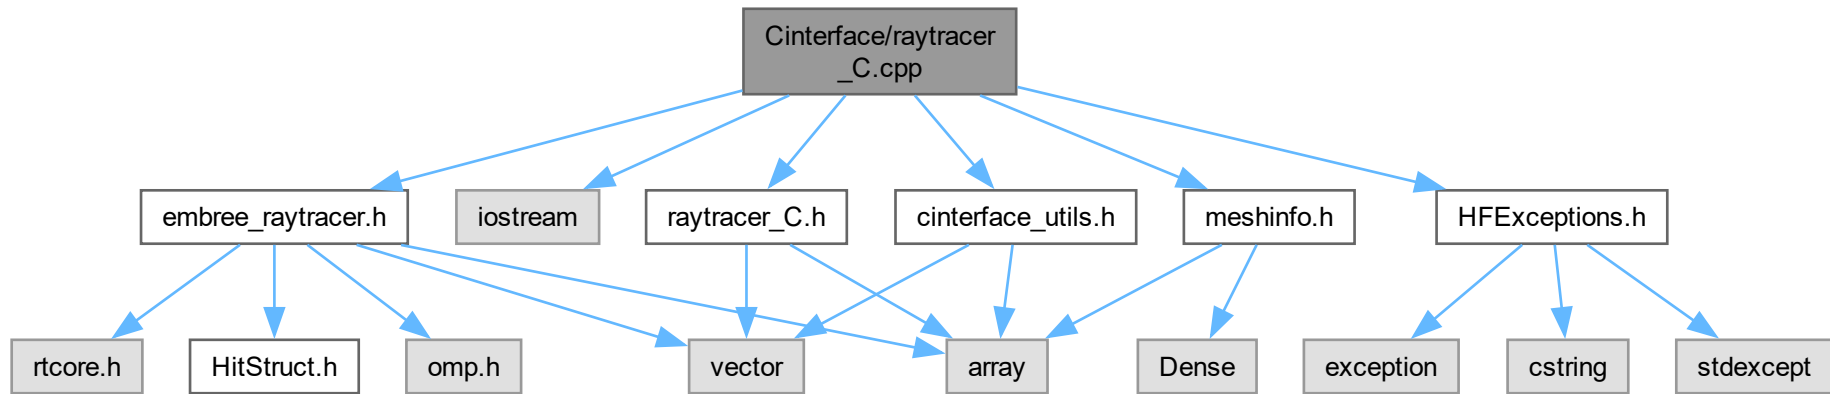 Cinterface/raytracer
_C.cpp
embree_raytracer.h
iostream
raytracer_C.h
cinterface_utils.h
meshinfo.h
HFExceptions.h
rtcore.h
HitStruct.h
omp.h
vector
array
Dense
exception
cstring
stdexcept